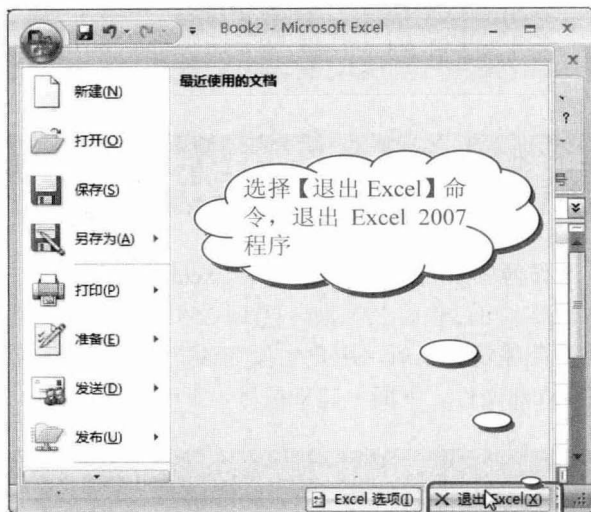 Book2 - Microsoft Excel
最近使用的文档
新建(N)
打开(O)
保存(S)
另存为(A)
打印(P)
准备(E)
发送(D)
发布(U)
选择【退出 Excel】命
令，退出 Excel 2007
程序
Excel 选项(I)
退出 Excel(X)